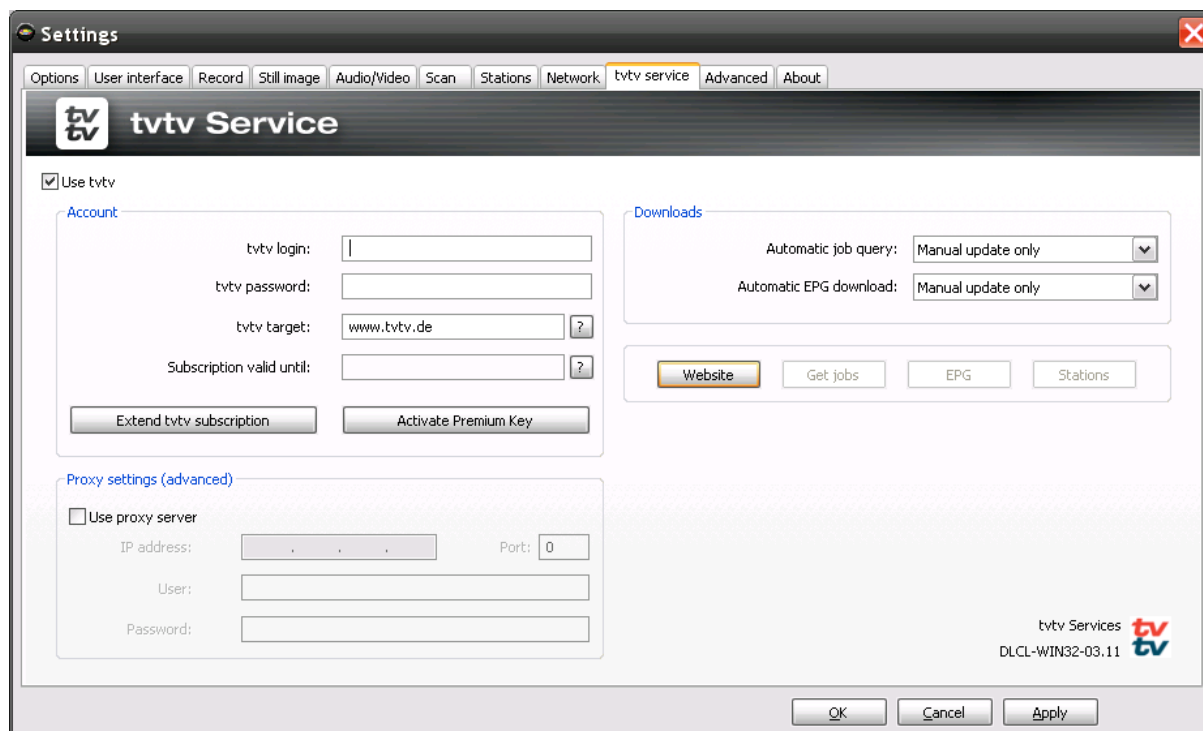 Settings
Options User interface Record Still image Audio/Video Scan Stations Network tvtv service Advanced About
tv
tv
tvtv Service
Use tvtv
Account
tvtv login:
tvtv password:
tvtv target: www.tvtv.de ?
Subscription valid until: ?
Extend tvtv subscription Activate Premium Key
Downloads
Automatic job query: Manual update only
Automatic EPG download: Manual update only
Website Get jobs EPG Stations
Proxy settings (advanced)
Use proxy server
IP address: . . . Port: 0
User:
Password:
tvtv Services
DLCL-WIN32-03.11
tv
tv
OK Cancel Apply